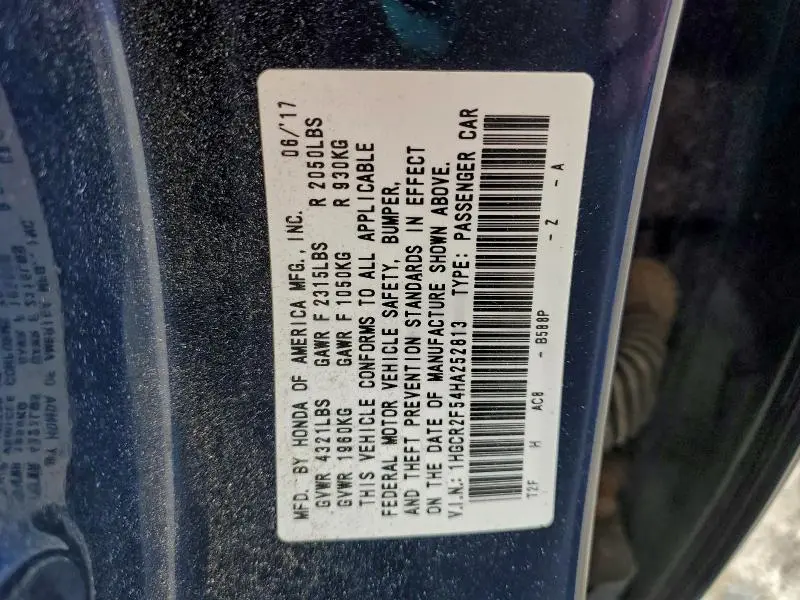 MFD. BY HONDA OF AMERICA MFG., INC. 06/'17
GVWR 4321LBS GAWR F 2315LBS R 2050LBS
GVWR 1960KG GAWR F 1050KG R 930KG
THIS VEHICLE CONFORMS TO ALL APPLICABLE
FEDERAL MOTOR VEHICLE SAFETY, BUMPER,
AND THEFT PREVENTION STANDARDS IN EFFECT
ON THE DATE OF MANUFACTURE SHOWN ABOVE.
V.I.N.: 1HGCR2F54HA252813 TYPE: PASSENGER CAR
T2F H AC8 - B588P - Z - A